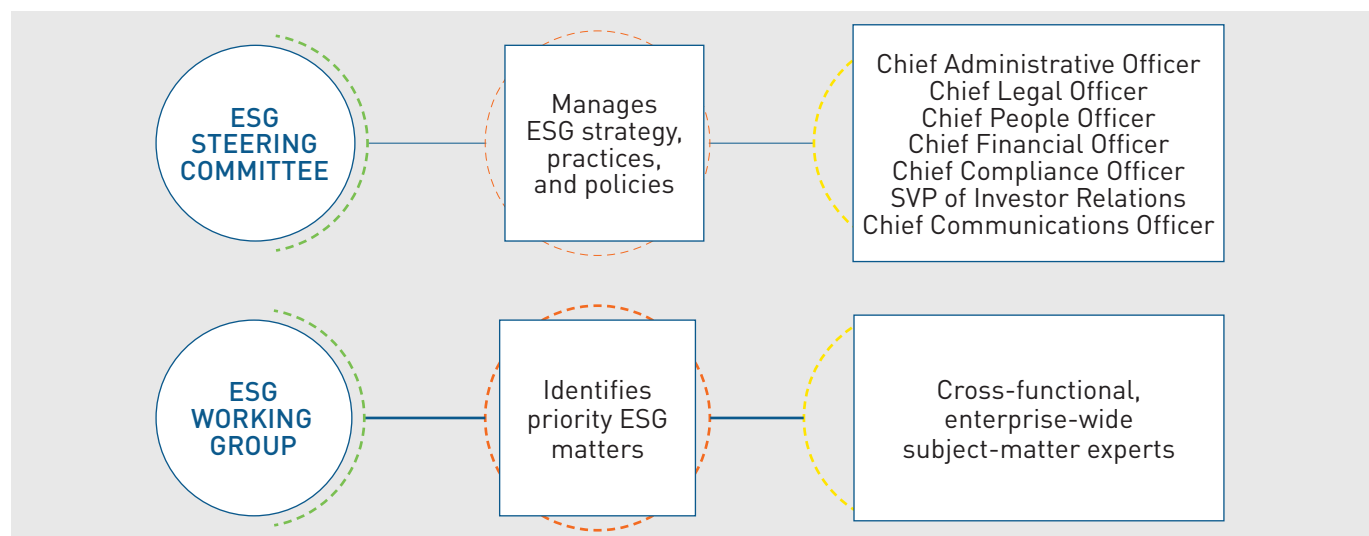 ESG
STEERING
COMMITTEE
Manages
ESG strategy,
practices,
and policies
Chief Administrative Officer
Chief Legal Officer
Chief People Officer
Chief Financial Officer
Chief Compliance Officer
SVP of Investor Relations
Chief Communications Officer
ESG
WORKING
GROUP
Identifies
priority ESG
matters
Cross-functional,
enterprise-wide
subject-matter experts